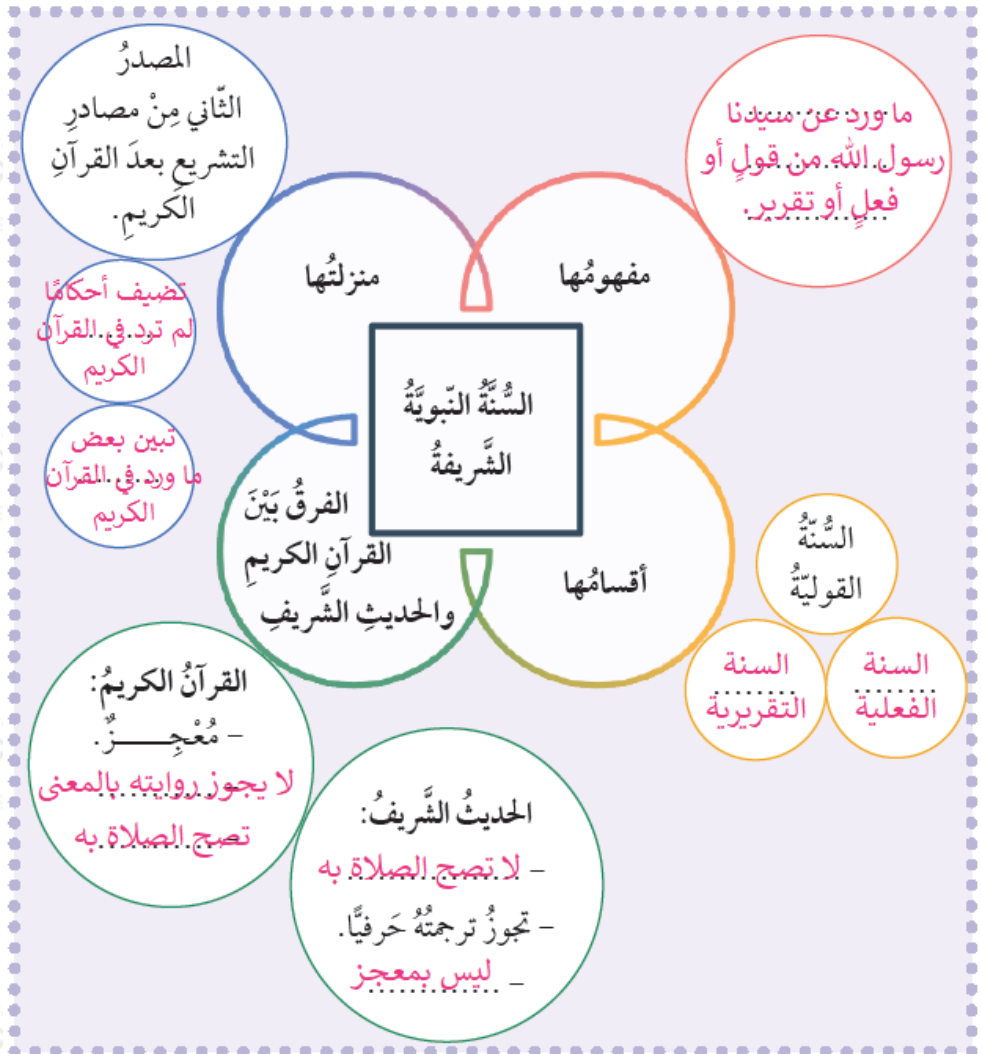 المصدرُ
الثّاني مِنْ مصادرِ
التشريعِ بعدَ القرآنِ
الكريمِ.
تضيف أحكامًا
لم ترد في القرآن
الكريم
تبين بعض
ما ورد في القرآن
الكريم
منزلتُها
ما ورد عن سيدنا
رسول الله من قولٍ أو
فعلٍ أو تقرير.
مفهومُها
السُّنَّةُ النّبويَّةُ
الشَّريفةُ
أقسامُها
السُّنّةُ
القوليّةُ
السنة
الفعلية
السنة
التقريرية
الفرقُ بَيْنَ
القرآنِ الكريمِ
والحديثِ الشَّريفِ
القرآنُ الكريمُ:
– مُعْجِـــــزٌ.
لا يجوز روايته بالمعنى
تصح الصلاة به
الحديثُ الشَّريفُ:
– لا تصح الصلاة به
– تجوزُ ترجمتُهُ حَرفيًّا.
– ليس بمعجز